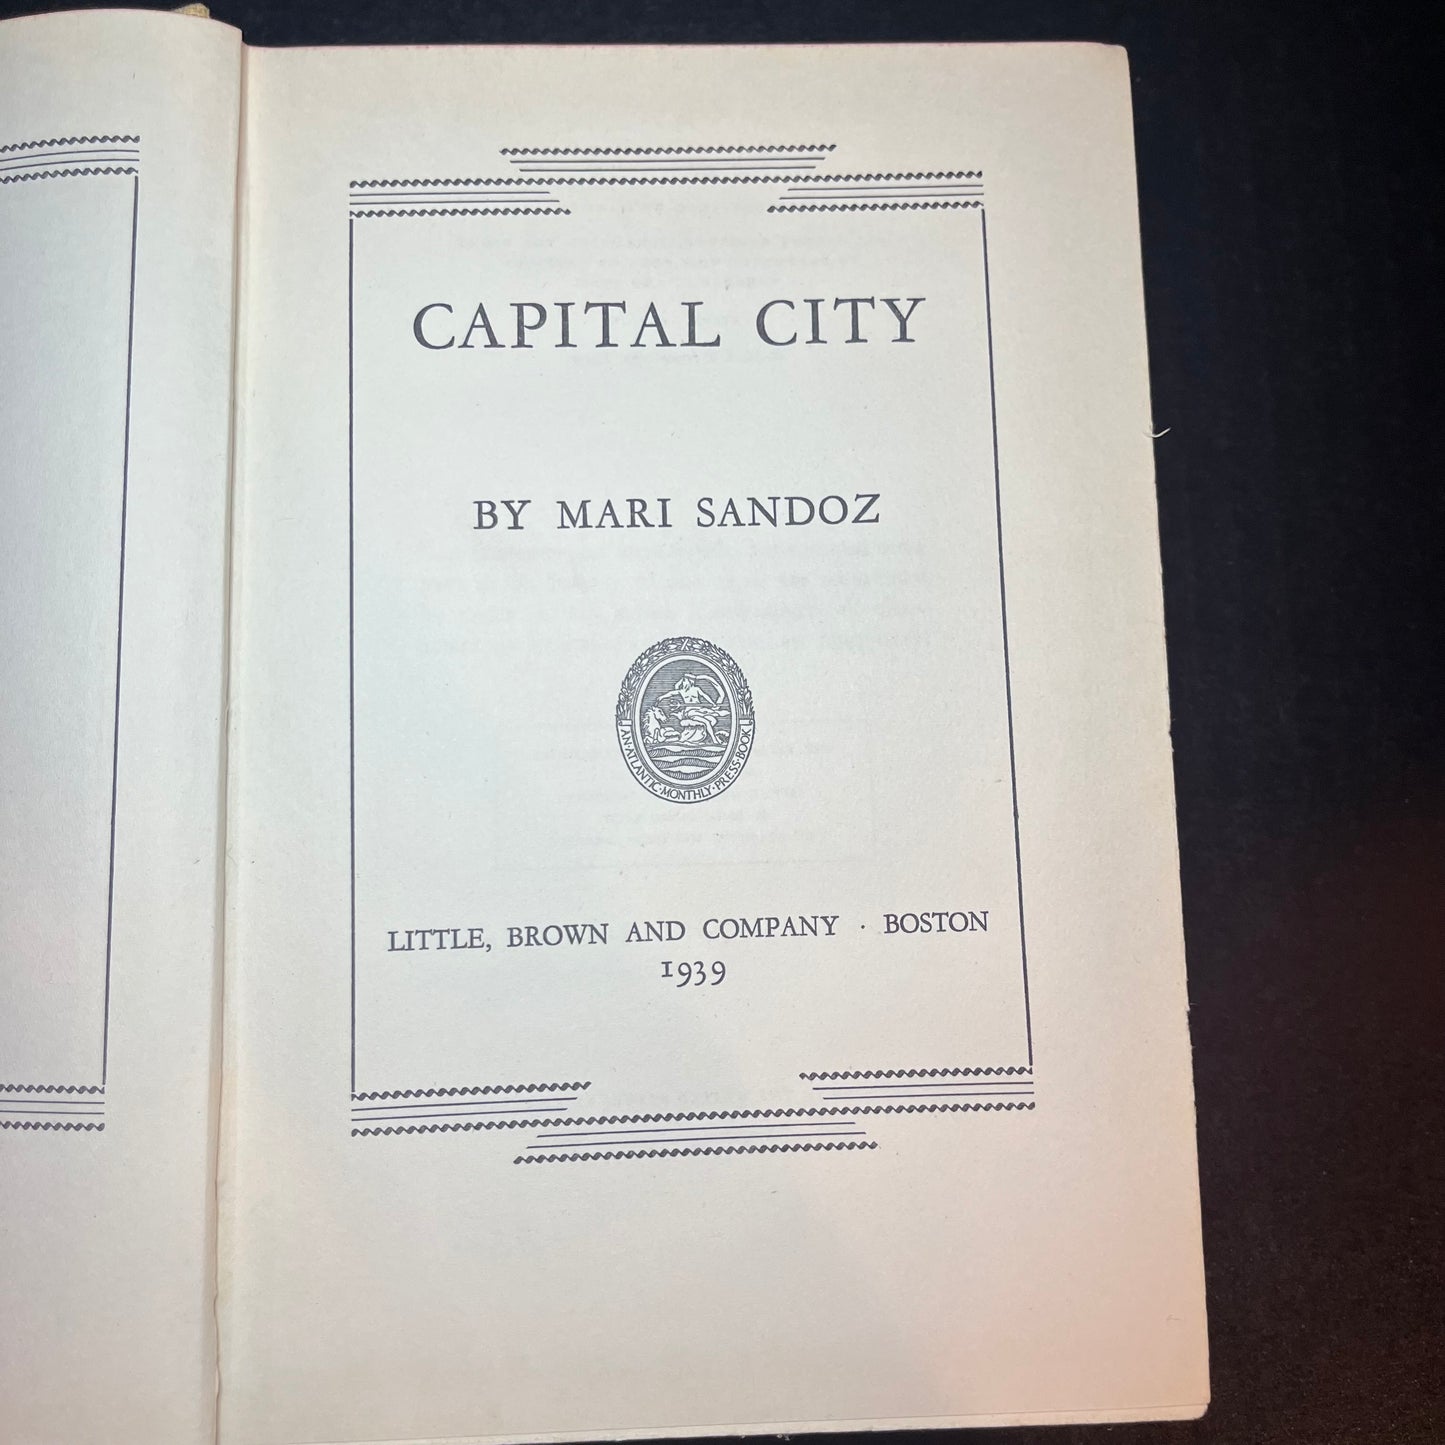 CAPITAL CITY
BY MARI SANDOZ
AN·ATLANTIC·MONTHLY·PRESS·BOOK
LITTLE, BROWN AND COMPANY · BOSTON
1939